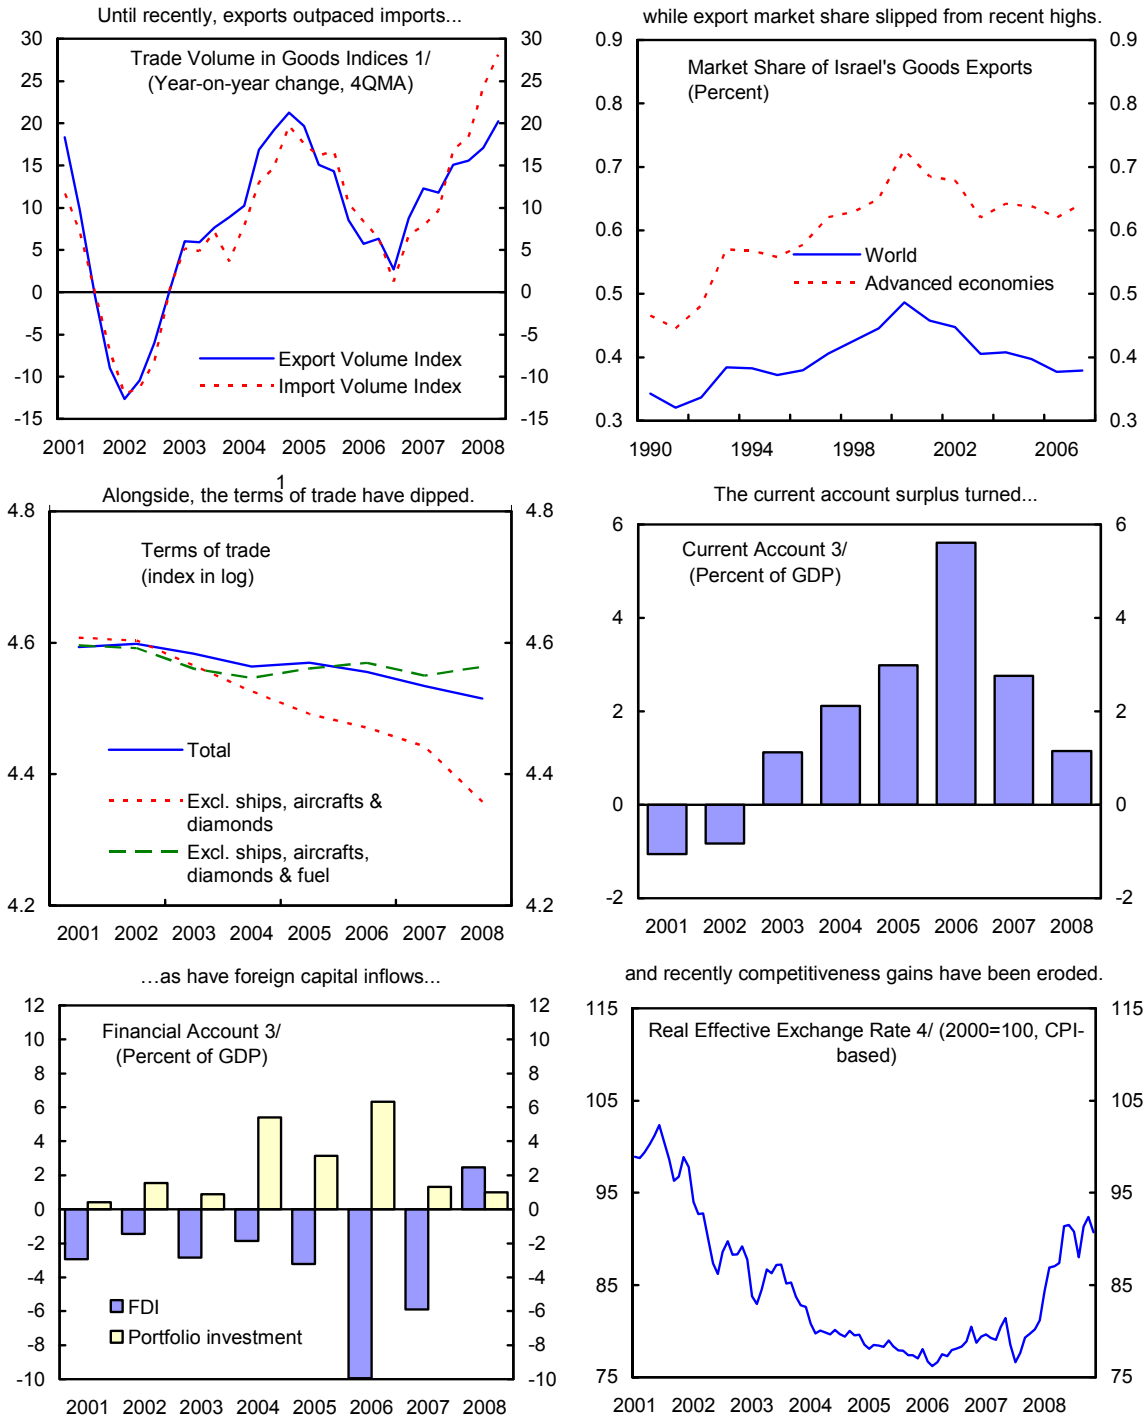 Until recently, exports outpaced imports...
30
25
20
15
10
5
0
-5
-10
-15
30
25
20
15
10
5
0
-5
-10
-15
Trade Volume in Goods Indices 1/
(Year-on-year change, 4QMA)
Export Volume Index
Import Volume Index
2001 2002 2003 2004 2005 2006 2007 2008
while export market share slipped from recent highs.
0.9
0.8
0.7
0.6
0.5
0.4
0.3
0.9
0.8
0.7
0.6
0.5
0.4
0.3
Market Share of Israel's Goods Exports
(Percent)
World
Advanced economies
1990 1994 1998 2002 2006
1
Alongside, the terms of trade have dipped.
4.8
4.6
4.4
4.2
4.8
4.6
4.4
4.2
Terms of trade
(index in log)
Total
Excl. ships, aircrafts &
diamonds
Excl. ships, aircrafts,
diamonds & fuel
2001 2002 2003 2004 2005 2006 2007 2008
The current account surplus turned...
6
4
2
0
-2
6
4
2
0
-2
Current Account 3/
(Percent of GDP)
2001 2002 2003 2004 2005 2006 2007 2008
…as have foreign capital inflows...
12
10
8
6
4
2
0
-2
-4
-6
-8
-10
12
10
8
6
4
2
0
-2
-4
-6
-8
-10
Financial Account 3/
(Percent of GDP)
FDI
Portfolio investment
2001 2002 2003 2004 2005 2006 2007 2008
and recently competitiveness gains have been eroded.
115
105
95
85
75
115
105
95
85
75
Real Effective Exchange Rate 4/ (2000=100, CPI-
based)
2001 2002 2003 2004 2005 2006 2007 2008